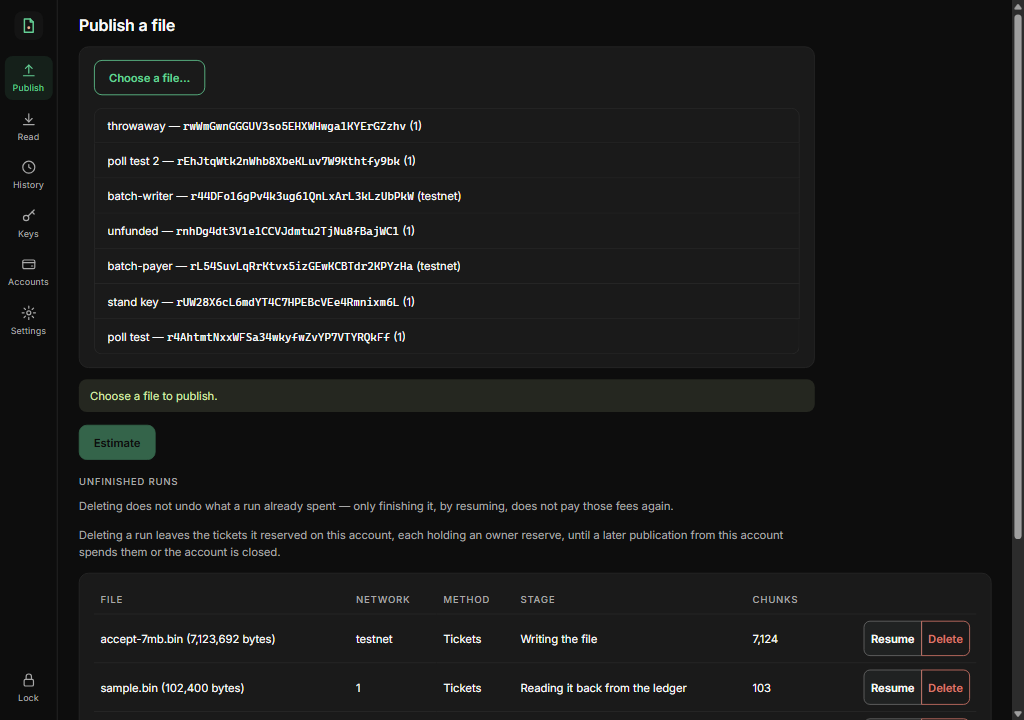 Publish a file
Publish
Read
History
Keys
Accounts
Settings
Lock
Choose a file...
throwaway — rwWmGwnGGGUV3so5EHXWHwga1KYErGZzhv (1)
poll test 2 — rEhJtqWtk2nWhb8XbeKLuv7W9Kthtfy9bk (1)
batch-writer — r44DFo16gPv4k3ug61QnLxArL3kLzUbPkW (testnet)
unfunded — rnhDg4dt3V1e1CCVJdmtu2TjNu8fBajWC1 (1)
batch-payer — rL54SuvLqRrKtvx5izGEwKCBTdr2KPYzHa (testnet)
stand key — rUW28X6cL6mdYT4C7HPEBcVEe4Rmnixm6L (1)
poll test — r4AhtmtNxxWFSa34wkyfwZvYP7VTYRQkFf (1)
Choose a file to publish.
Estimate
UNFINISHED RUNS
Deleting does not undo what a run already spent — only finishing it, by resuming, does not pay those fees again.
Deleting a run leaves the tickets it reserved on this account, each holding an owner reserve, until a later publication from this account
spends them or the account is closed.
FILE NETWORK METHOD STAGE CHUNKS
accept-7mb.bin (7,123,692 bytes) testnet Tickets Writing the file 7,124 Resume Delete
sample.bin (102,400 bytes) 1 Tickets Reading it back from the ledger 103 Resume Delete